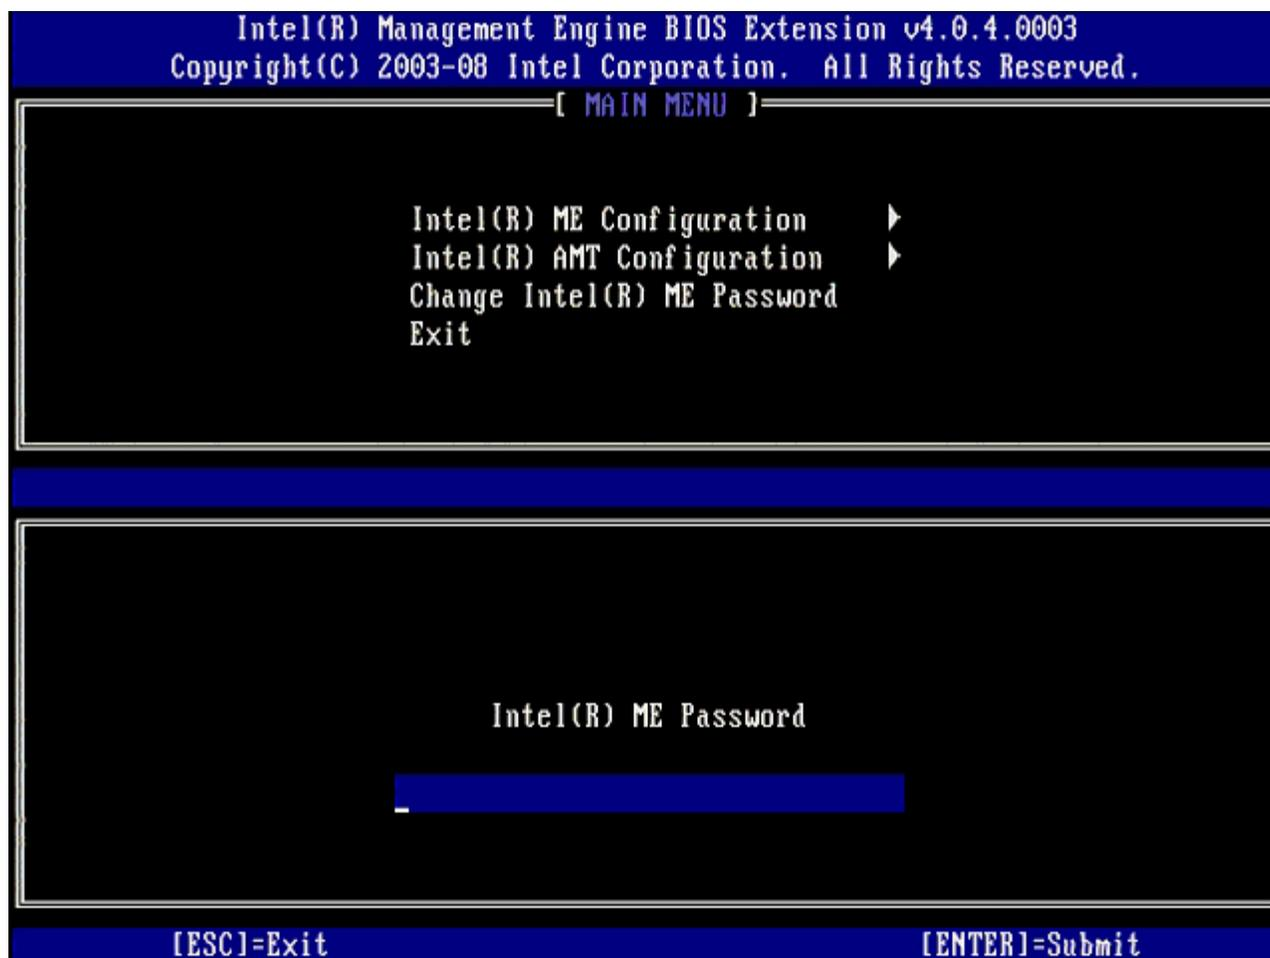 Intel(R) Management Engine BIOS Extension v4.0.4.0003
Copyright(C) 2003-08 Intel Corporation. All Rights Reserved.
[ MAIN MENU ]
Intel(R) ME Configuration
Intel(R) AMT Configuration
Change Intel(R) ME Password
Exit
Intel(R) ME Password
[ESC]=Exit [ENTER]=Submit